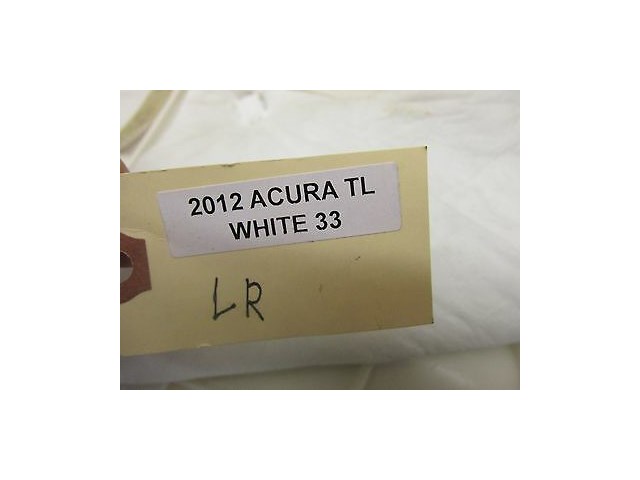 2012 ACURA TL
WHITE 33
LR